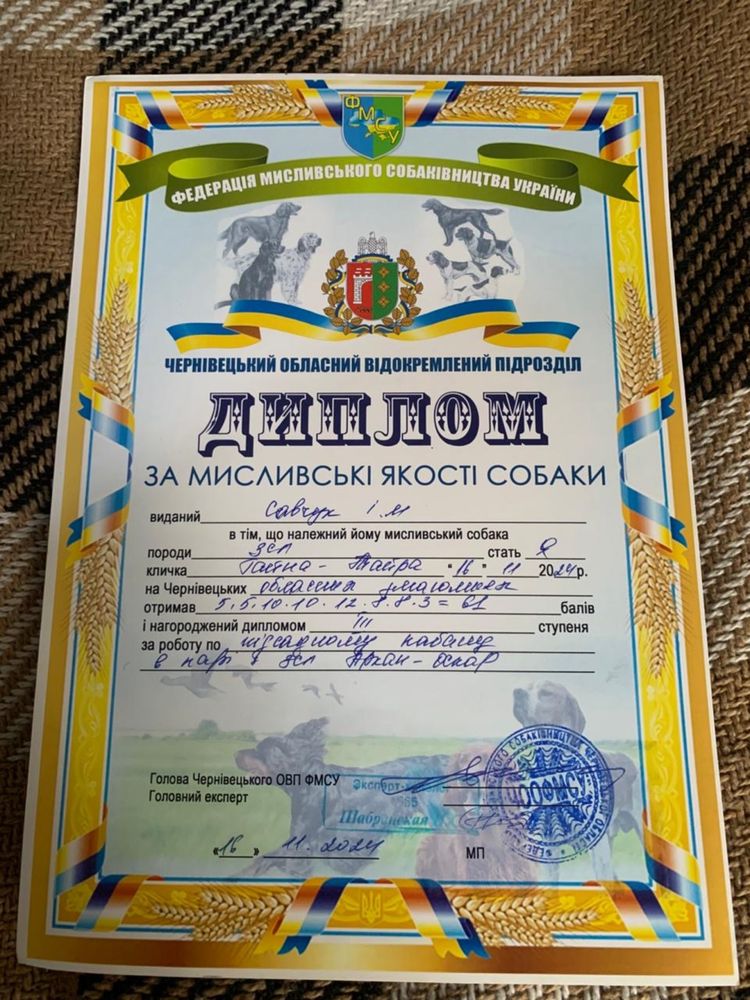 ФМСУ
ФЕДЕРАЦІЯ МИСЛИВСЬКОГО СОБАКІВНИЦТВА УКРАЇНИ
ЧЕРНІВЕЦЬКИЙ ОБЛАСНИЙ ВІДОКРЕМЛЕНИЙ ПІДРОЗДІЛ
ДИПЛОМ
ЗА МИСЛИВСЬКІ ЯКОСТІ СОБАКИ
виданий Савчук І.М
в тім, що належний йому мисливський собака
породи ЗСЛ стать
кличка Тайра "16" 11 2024р.
на Чернівецьких обласних змаганнях
отримав 5.5.10.10.12.8.8.3=61 балів
і нагороджений дипломом III ступеня
за роботу по підсадному кабану
в парі з ЗСЛ
Голова Чернівецького ОВП ФМСУ
Головний експерт
Експерт
Шабринская
«16» 11.2024 МП